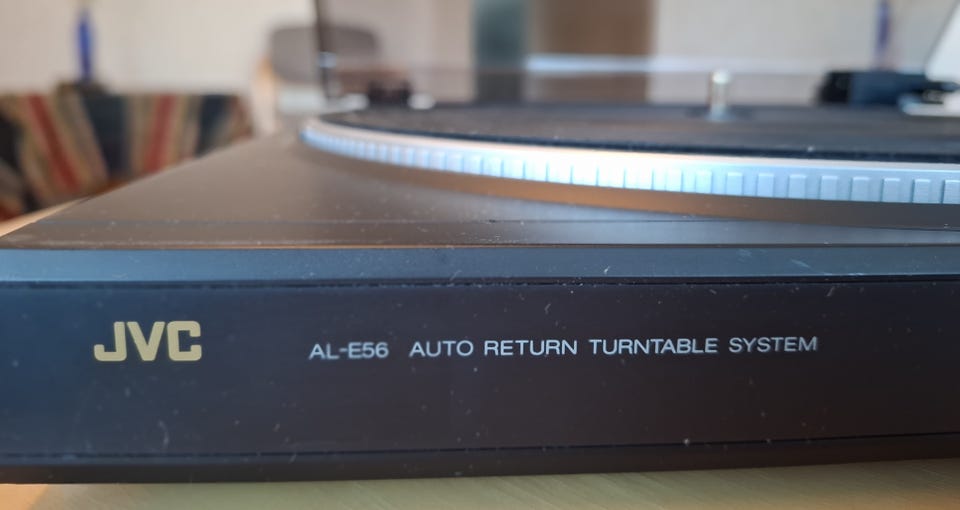 JVC AL-E56 AUTO RETURN TURNTABLE SYSTEM